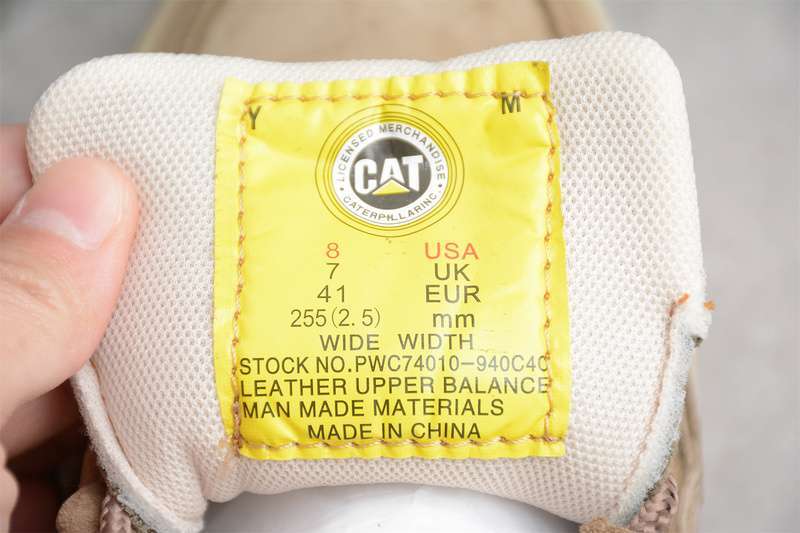 Y M
LICENSED MERCHANDISE
CAT
CATERPILLAR INC.
8 USA
7 UK
41 EUR
255(2.5) mm
WIDE WIDTH
STOCK NO.PWC74010-940C4C
LEATHER UPPER BALANCE
MAN MADE MATERIALS
MADE IN CHINA